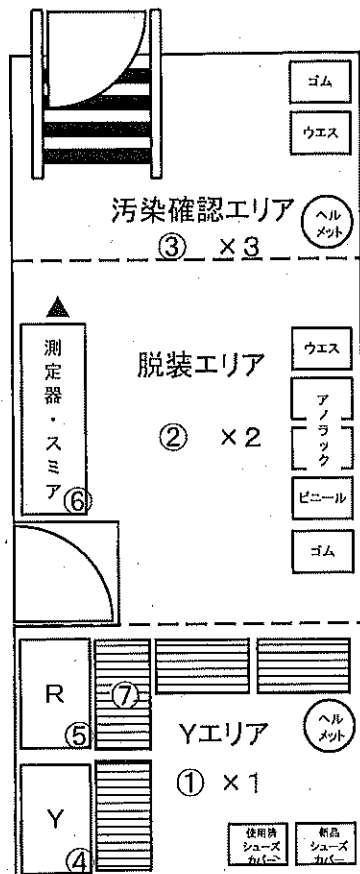 ゴム
ウエス
汚染確認エリア
ヘル
メット
③ ×3
脱装エリア
② ×2
測定器・スミア
⑥
ウエス
アノラック
ビニール
ゴム
R
⑤
⑦
Yエリア
ヘル
メット
① ×1
Y
④
使用済
シューズ
カバー
新品
シューズ
カバー